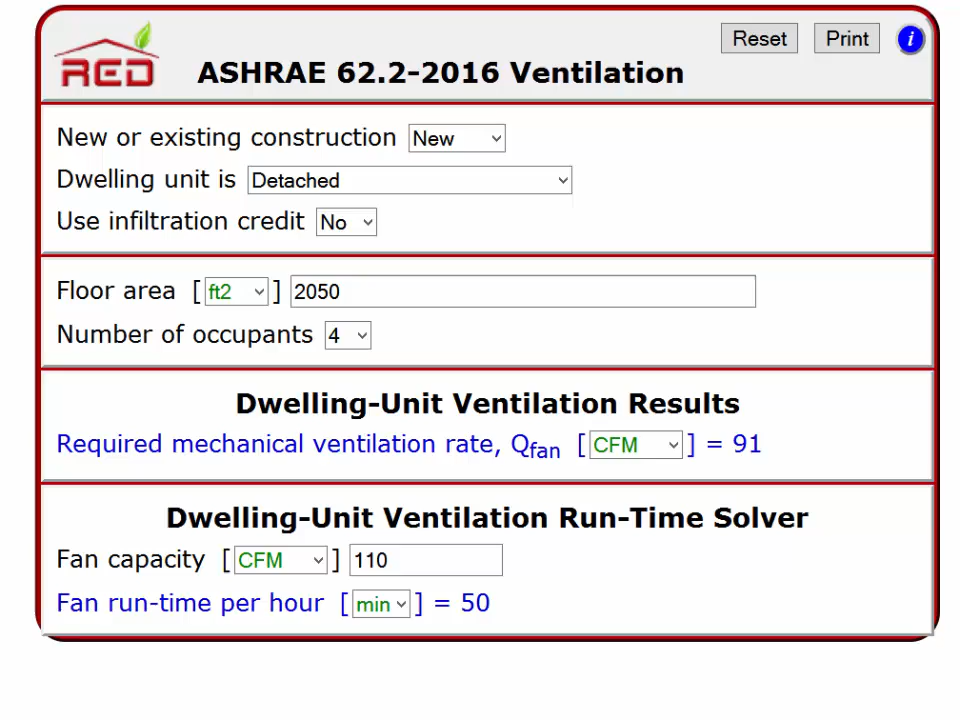 RED
ASHRAE 62.2-2016 Ventilation
Reset
Print
i
New or existing construction New
Dwelling unit is Detached
Use infiltration credit No
Floor area [ft2] 2050
Number of occupants 4
Dwelling-Unit Ventilation Results
Required mechanical ventilation rate, Qfan [CFM] = 91
Dwelling-Unit Ventilation Run-Time Solver
Fan capacity [CFM] 110
Fan run-time per hour [min] = 50